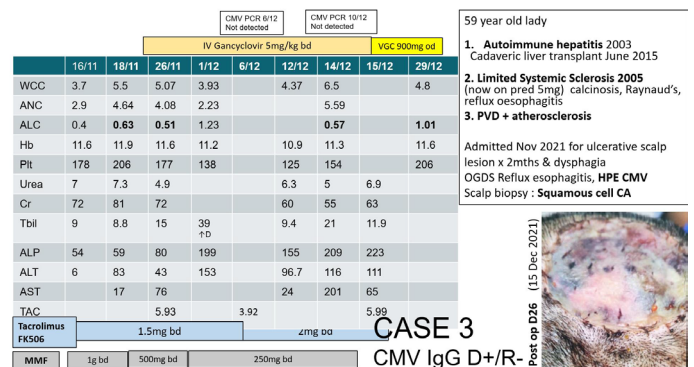 CMV PCR 6/12
Not detected
CMV PCR 10/12
Not detected
IV Gancyclovir 5mg/kg bd
VGC 900mg od
16/11 18/11 26/11 1/12 6/12 12/12 14/12 15/12 29/12
WCC 3.7 5.5 5.07 3.93 4.37 6.5 4.8
ANC 2.9 4.64 4.08 2.23 5.59
ALC 0.4 0.63 0.51 1.23 0.57 1.01
Hb 11.6 11.9 11.6 11.2 10.9 11.3 11.6
Plt 178 206 177 138 125 154 206
Urea 7 7.3 4.9 6.3 5 6.9
Cr 72 81 72 60 55 63
Tbil 9 8.8 15 39 9.4 21 11.9
↑D
ALP 54 59 80 199 155 209 223
ALT 6 83 43 153 96.7 116 111
AST 17 76 24 201 65
TAC 5.93 3.92 5.99
Tacrolimus
FK506
1.5mg bd 2mg bd
MMF 1g bd 500mg bd 250mg bd
59 year old lady
1. Autoimmune hepatitis 2003
Cadaveric liver transplant June 2015
2. Limited Systemic Sclerosis 2005
(now on pred 5mg) calcinosis, Raynaud's,
reflux oesophagitis
3. PVD + atherosclerosis
Admitted Nov 2021 for ulcerative scalp
lesion x 2mths & dysphagia
OGDS Reflux esophagitis, HPE CMV
Scalp biopsy : Squamous cell CA
CASE 3
CMV IgG D+/R-
Post op D26 (15 Dec 2021)